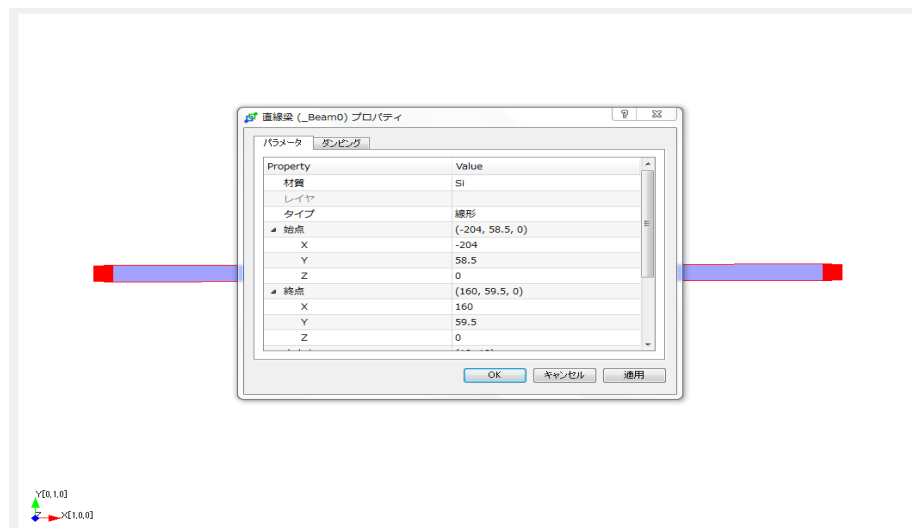 直線梁 (_Beam0) プロパティ
パラメータ ダンピング
Property Value
材質 Si
レイヤ
タイプ 線形
始点 (-204, 58.5, 0)
X -204
Y 58.5
Z 0
終点 (160, 59.5, 0)
X 160
Y 59.5
Z 0
OK キャンセル 適用
Y[0,1,0]
Z X[1,0,0]